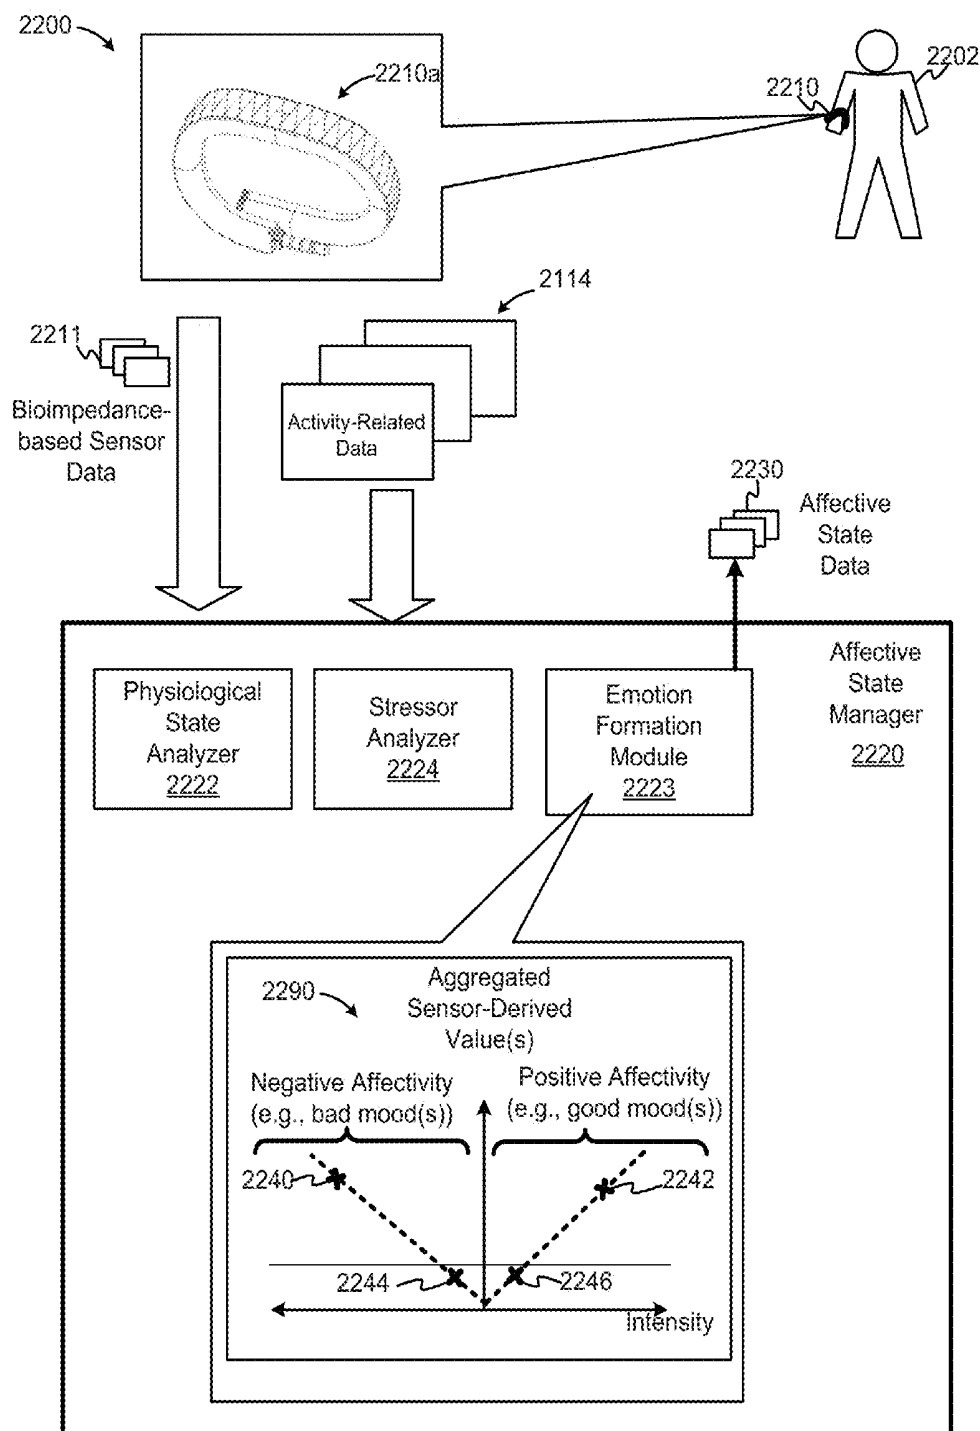 2200
2210a
2210
2202
2211
Bioimpedance-
based Sensor
Data
2114
Activity-Related
Data
2230
Affective
State
Data
Affective
State
Manager
2220
Physiological
State
Analyzer
2222
Stressor
Analyzer
2224
Emotion
Formation
Module
2223
2290
Aggregated
Sensor-Derived
Value(s)
Negative Affectivity
(e.g., bad mood(s))
Positive Affectivity
(e.g., good mood(s))
2240
2242
2244
2246
Intensity